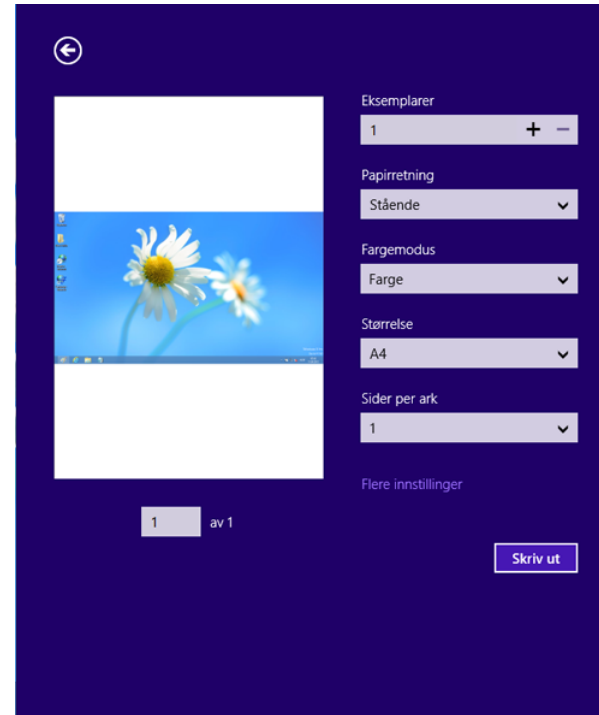 Eksemplarer
1
Papirretning
Stående
Fargemodus
Farge
Størrelse
A4
Sider per ark
1
Flere innstillinger
1 av 1
Skriv ut